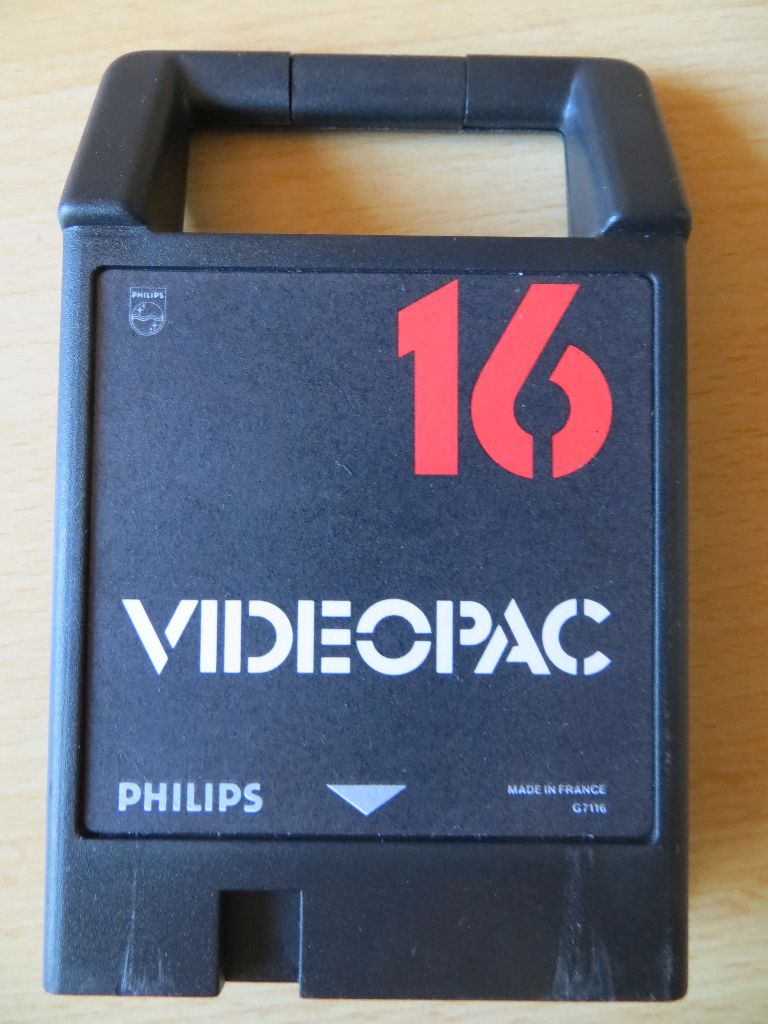 PHILIPS
16
VIDEOPAC
PHILIPS
MADE IN FRANCE
G7116